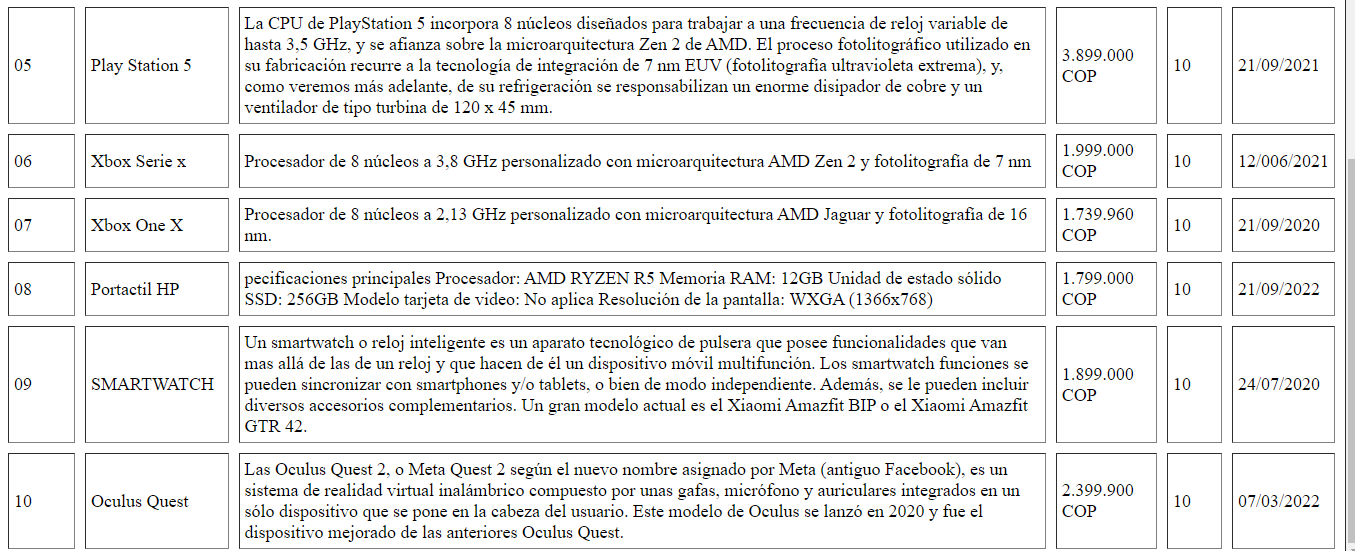 05
Play Station 5
La CPU de PlayStation 5 incorpora 8 núcleos diseñados para trabajar a una frecuencia de reloj variable de
hasta 3,5 GHz, y se afianza sobre la microarquitectura Zen 2 de AMD. El proceso fotolitográfico utilizado en
su fabricación recurre a la tecnología de integración de 7 nm EUV (fotolitografía ultravioleta extrema), y,
como veremos más adelante, de su refrigeración se responsabilizan un enorme disipador de cobre y un
ventilador de tipo turbina de 120 x 45 mm.
3.899.000
COP
10
21/09/2021
06
Xbox Serie x
Procesador de 8 núcleos a 3,8 GHz personalizado con microarquitectura AMD Zen 2 y fotolitografía de 7 nm
1.999.000
COP
10
12/006/2021
07
Xbox One X
Procesador de 8 núcleos a 2,13 GHz personalizado con microarquitectura AMD Jaguar y fotolitografía de 16
nm.
1.739.960
COP
10
21/09/2020
08
Portactil HP
pecificaciones principales Procesador: AMD RYZEN R5 Memoria RAM: 12GB Unidad de estado sólido
SSD: 256GB Modelo tarjeta de video: No aplica Resolución de la pantalla: WXGA (1366x768)
1.799.000
COP
10
21/09/2022
09
SMARTWATCH
Un smartwatch o reloj inteligente es un aparato tecnológico de pulsera que posee funcionalidades que van
mas allá de las de un reloj y que hacen de él un dispositivo móvil multifunción. Los smartwatch funciones se
pueden sincronizar con smartphones y/o tablets, o bien de modo independiente. Además, se le pueden incluir
diversos accesorios complementarios. Un gran modelo actual es el Xiaomi Amazfit BIP o el Xiaomi Amazfit
GTR 42.
1.899.000
COP
10
24/07/2020
10
Oculus Quest
Las Oculus Quest 2, o Meta Quest 2 según el nuevo nombre asignado por Meta (antiguo Facebook), es un
sistema de realidad virtual inalámbrico compuesto por unas gafas, micrófono y auriculares integrados en un
sólo dispositivo que se pone en la cabeza del usuario. Este modelo de Oculus se lanzó en 2020 y fue el
dispositivo mejorado de las anteriores Oculus Quest.
2.399.900
COP
10
07/03/2022